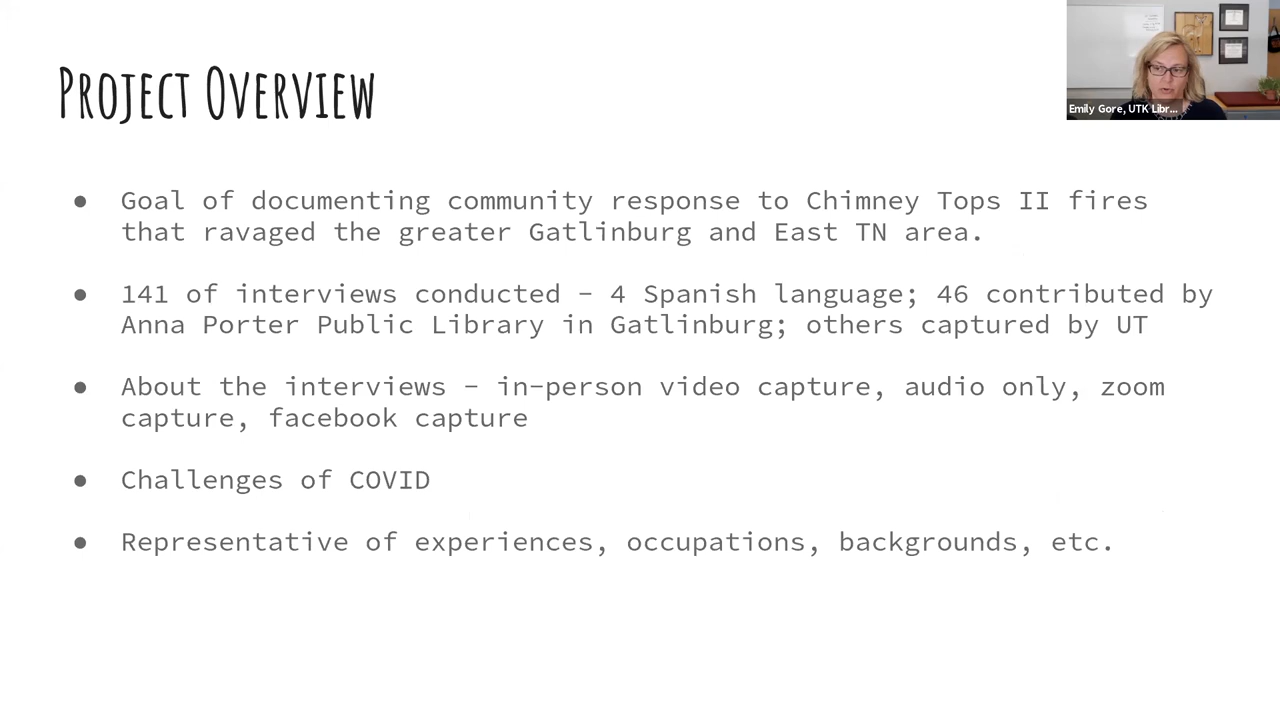 Project Overview
Emily Gore, UTK Libr...
● Goal of documenting community response to Chimney Tops II fires
that ravaged the greater Gatlinburg and East TN area.
● 141 of interviews conducted - 4 Spanish language; 46 contributed by
Anna Porter Public Library in Gatlinburg; others captured by UT
● About the interviews - in-person video capture, audio only, zoom
capture, facebook capture
● Challenges of COVID
● Representative of experiences, occupations, backgrounds, etc.